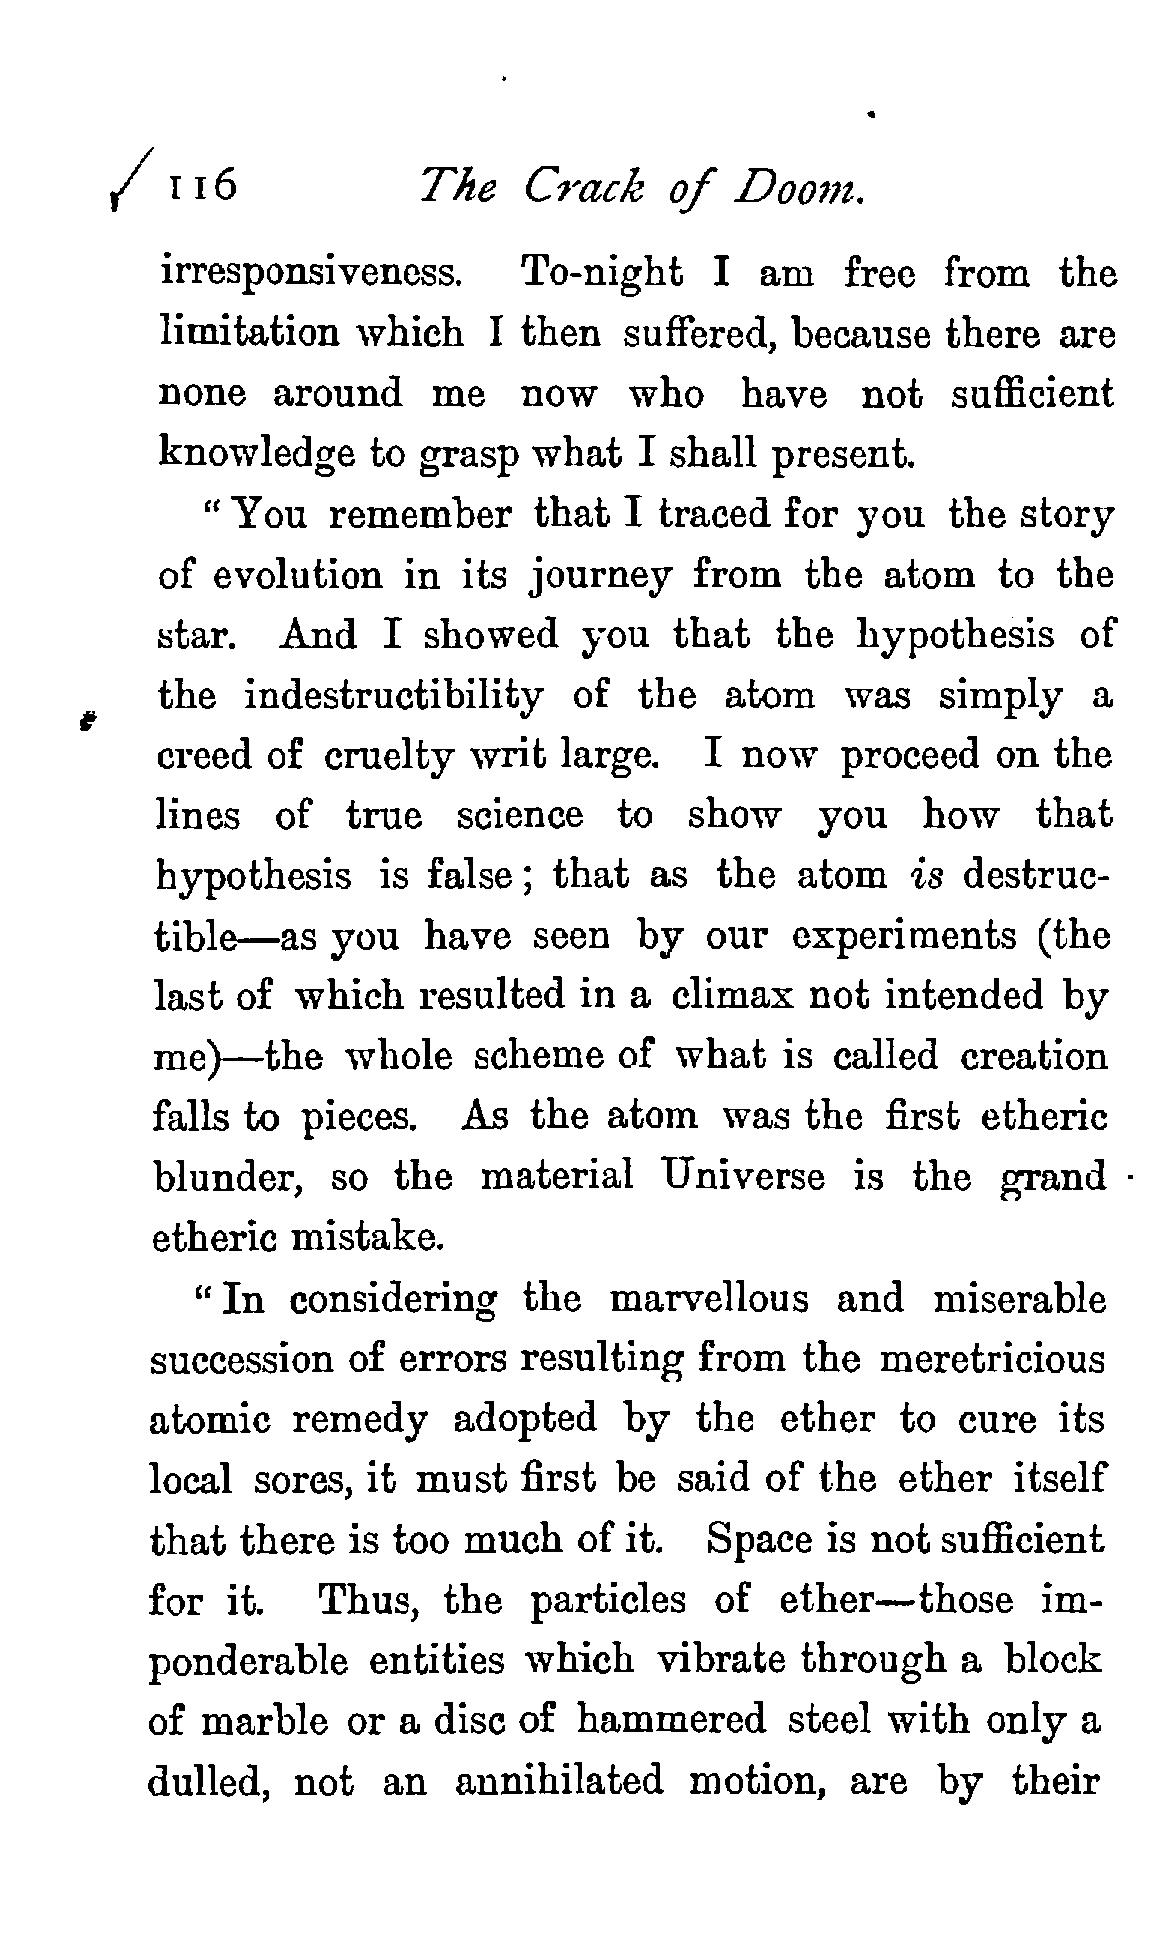 116 The Crack of Doom.
irresponsiveness. To-night I am free from the
limitation which I then suffered, because there are
none around me now who have not sufficient
knowledge to grasp what I shall present.
“You remember that I traced for you the story
of evolution in its journey from the atom to the
star. And I showed you that the hypothesis of
the indestructibility of the atom was simply a
creed of cruelty writ large. I now proceed on the
lines of true science to show you how that
hypothesis is false; that as the atom is destruc-
tible—as you have seen by our experiments (the
last of which resulted in a climax not intended by
me)—the whole scheme of what is called creation
falls to pieces. As the atom was the first etheric
blunder, so the material Universe is the grand
etheric mistake.
“In considering the marvellous and miserable
succession of errors resulting from the meretricious
atomic remedy adopted by the ether to cure its
local sores, it must first be said of the ether itself
that there is too much of it. Space is not sufficient
for it. Thus, the particles of ether—those im-
ponderable entities which vibrate through a block
of marble or a disc of hammered steel with only a
dulled, not an annihilated motion, are by their